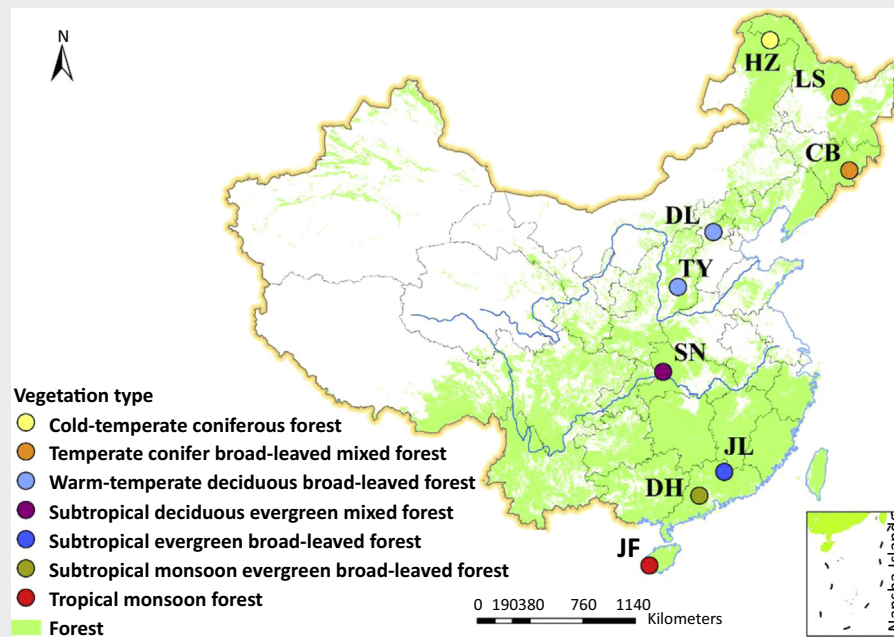 N
HZ
LS
CB
DL
TY
SN
JL
DH
JF
Vegetation type
Cold-temperate coniferous forest
Temperate conifer broad-leaved mixed forest
Warm-temperate deciduous broad-leaved forest
Subtropical deciduous evergreen mixed forest
Subtropical evergreen broad-leaved forest
Subtropical monsoon evergreen broad-leaved forest
Tropical monsoon forest
Forest
0 190380 760 1140
Kilometers